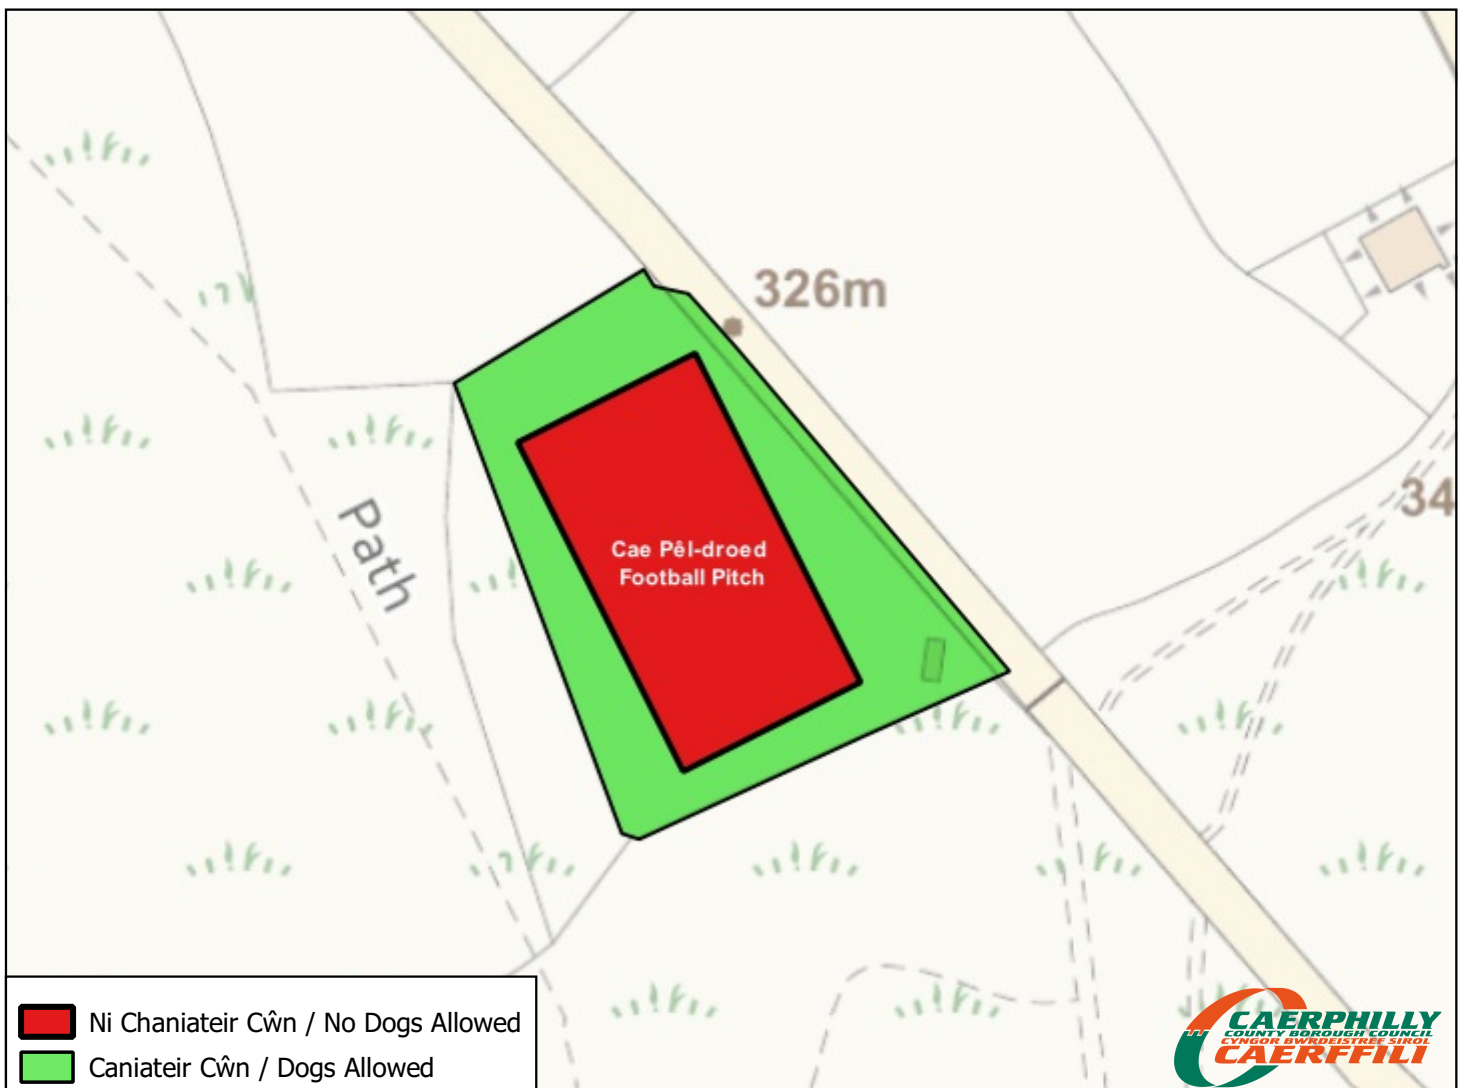 326m
34
Path
Cae Pêl-droed
Football Pitch
Ni Chaniateir Cŵn / No Dogs Allowed
Caniateir Cŵn / Dogs Allowed
CAERPHILLY
COUNTY BOROUGH COUNCIL
CYNGOR BWRDEISTREF SIROL
CAERFFILI